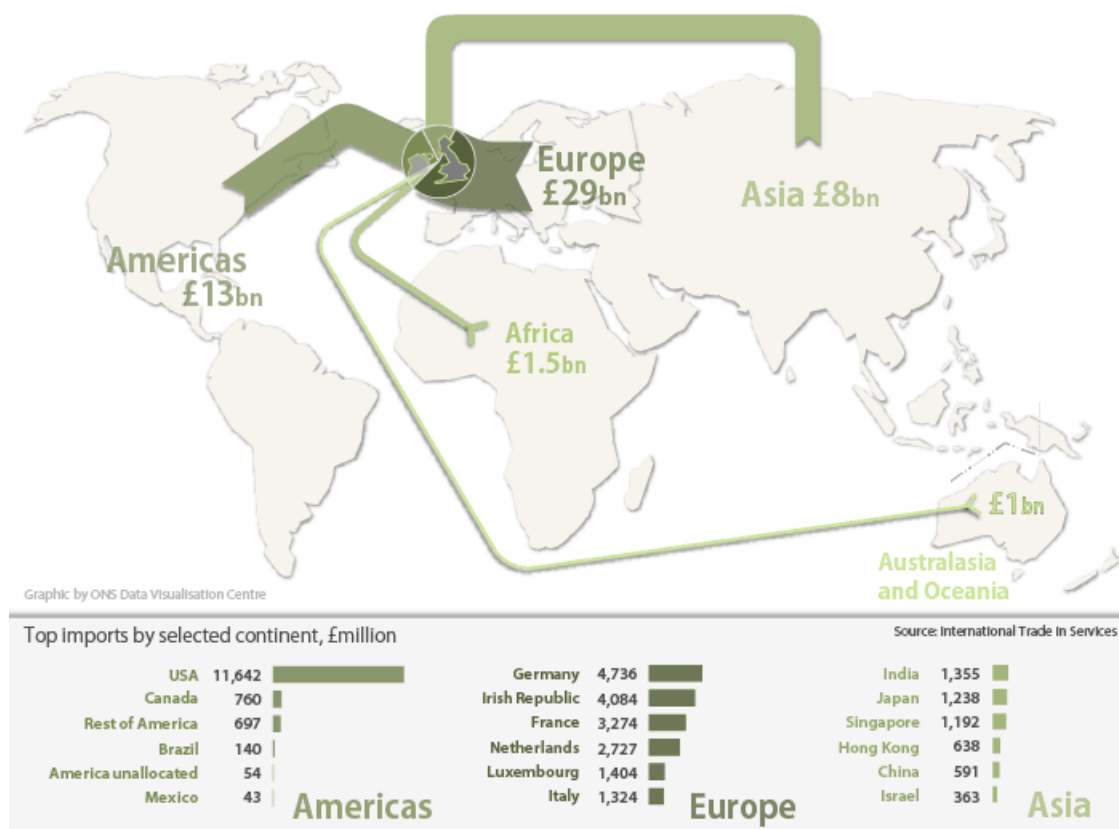 Europe
£29bn
Asia £8bn
Americas
£13bn
Africa
£1.5bn
£1bn
Australasia
and Oceania
Graphic by ONS Data Visualisation Centre
Top imports by selected continent, £million
Source: International Trade in Services
USA 11,642
Canada 760
Rest of America 697
Brazil 140
America unallocated 54
Mexico 43
Americas
Germany 4,736
Irish Republic 4,084
France 3,274
Netherlands 2,727
Luxembourg 1,404
Italy 1,324
Europe
India 1,355
Japan 1,238
Singapore 1,192
Hong Kong 638
China 591
Israel 363
Asia